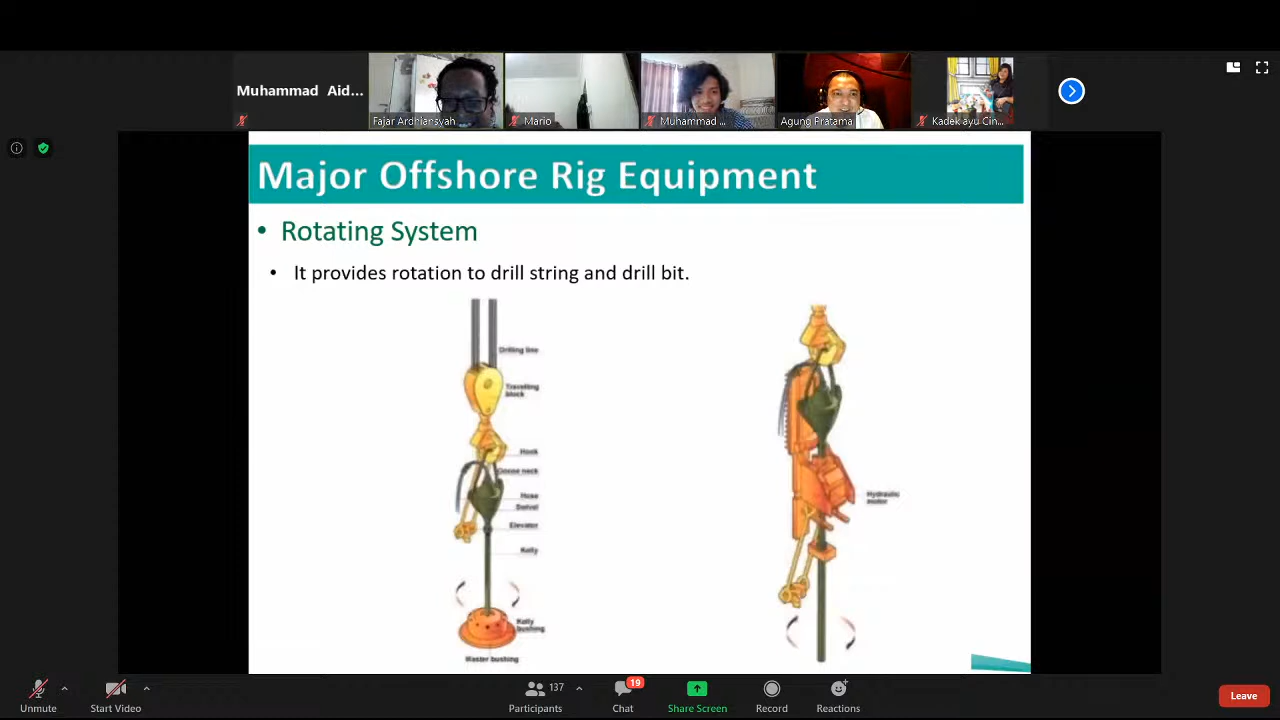 Muhammad Aid...
Fajar Ardhiansyah
Mario
Muhammad ...
Agung Pratama
Kadek ayu Cin...
Major Offshore Rig Equipment
• Rotating System
• It provides rotation to drill string and drill bit.
Drilling line
Travelling
block
Hook
Goose neck
Hose
Swivel
Elevator
Kelly
Kelly
bushing
Master bushing
Hydraulic
motor
Unmute
Start Video
137
Participants
19
Chat
Share Screen
Record
Reactions
Leave